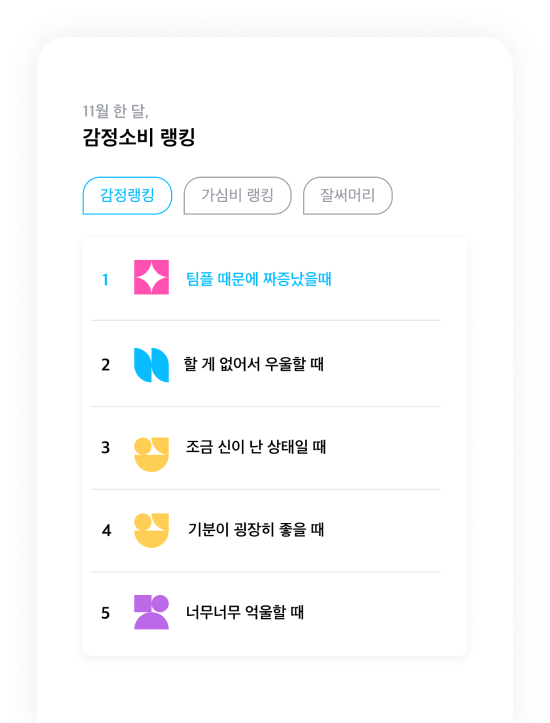 11월 한 달,
감정소비 랭킹
감정랭킹
가심비 랭킹
잘써머리
1 팀플 때문에 짜증났을때
2 할 게 없어서 우울할 때
3 조금 신이 난 상태일 때
4 기분이 굉장히 좋을 때
5 너무너무 억울할 때